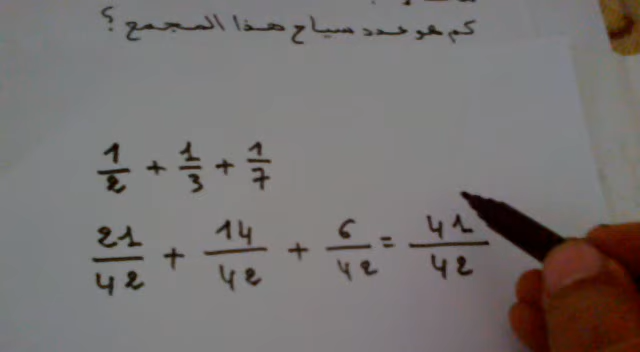 كم هو عدد سياح هذا المجمع ؟
1/2 + 1/3 + 1/7
21/42 + 14/42 + 6/42 = 41/42